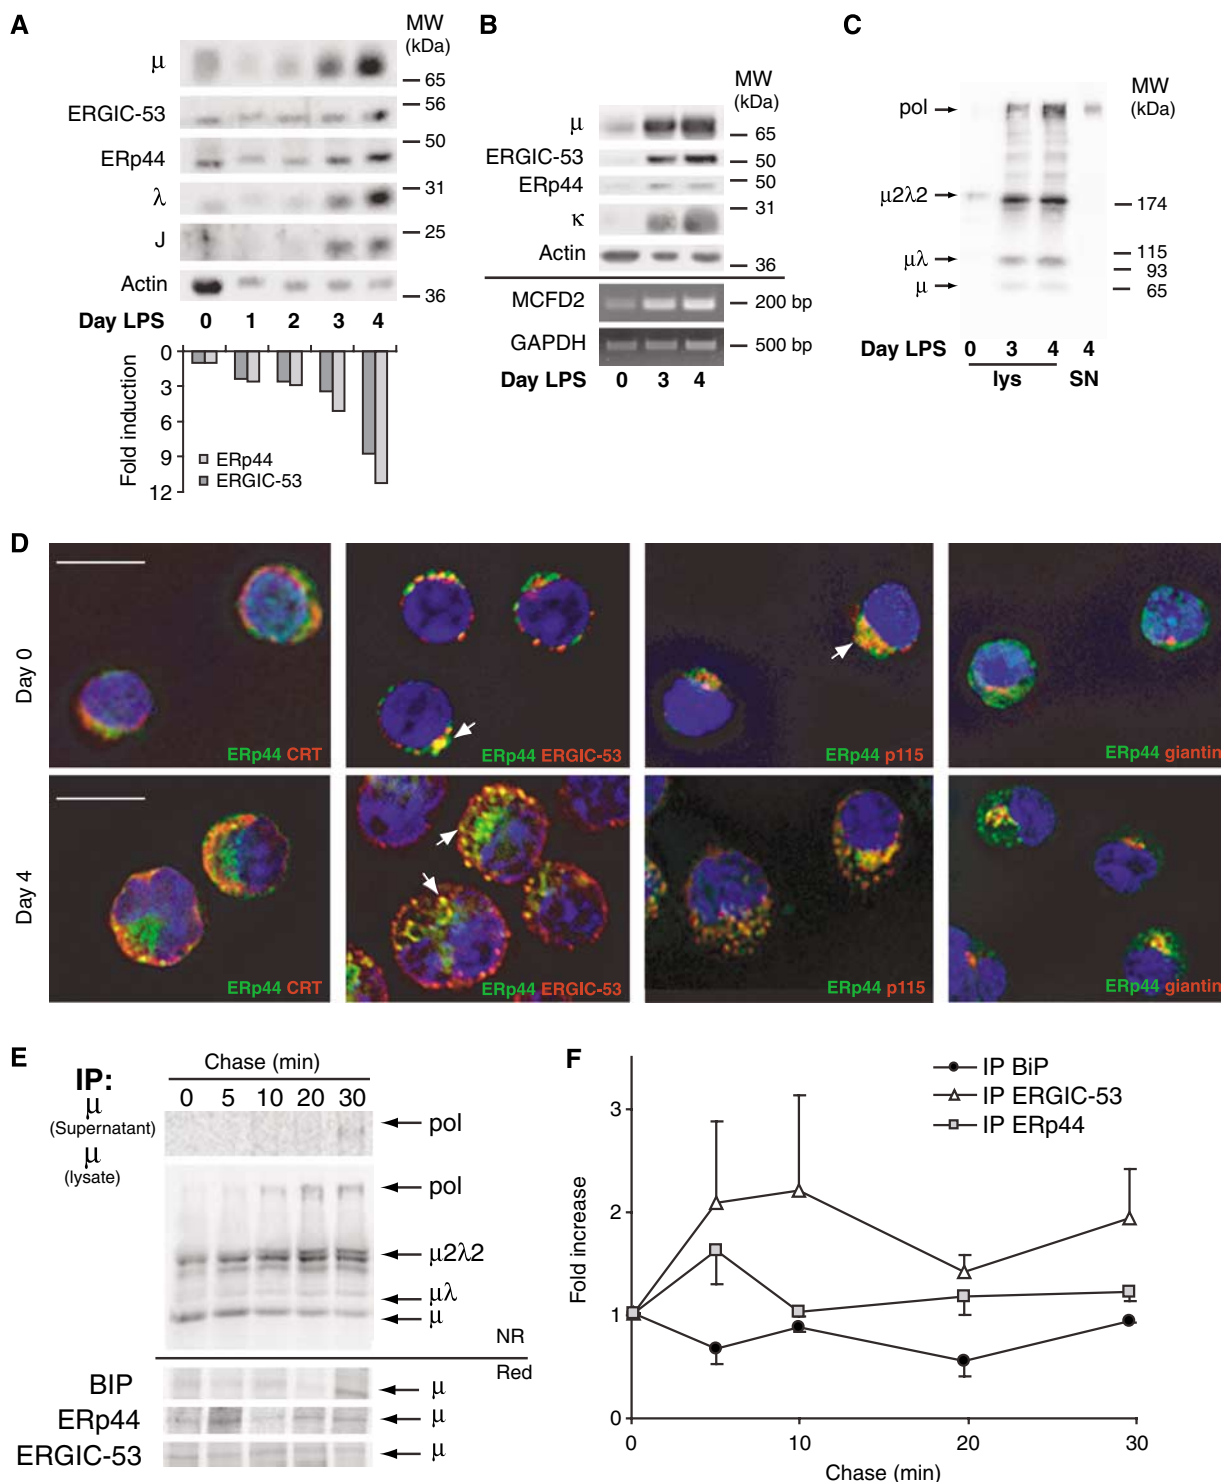 A
MW
(kDa)
μ
65
ERGIC-53
56
ERp44
50
λ
31
J
25
Actin
36
Day LPS 0 1 2 3 4
Fold induction
0
3
6
9
12
ERp44
ERGIC-53
B
MW
(kDa)
μ
65
ERGIC-53
50
ERp44
50
κ
31
Actin
36
MCFD2
200 bp
GAPDH
500 bp
Day LPS 0 3 4
C
MW
(kDa)
pol
μ2λ2
174
μλ
115
93
μ
65
Day LPS 0 3 4 4
lys SN
D
Day 0
ERp44 CRT
ERp44 ERGIC-53
ERp44 p115
ERp44 giantin
Day 4
ERp44 CRT
ERp44 ERGIC-53
ERp44 p115
ERp44 giantin
E
Chase (min)
IP:
0 5 10 20 30
μ
(Supernatant)
pol
μ
(lysate)
pol
μ2λ2
μλ
μ
NR
Red
BIP
μ
ERp44
μ
ERGIC-53
μ
F
IP BiP
IP ERGIC-53
IP ERp44
Fold increase
3
2
1
0
0 10 20 30
Chase (min)